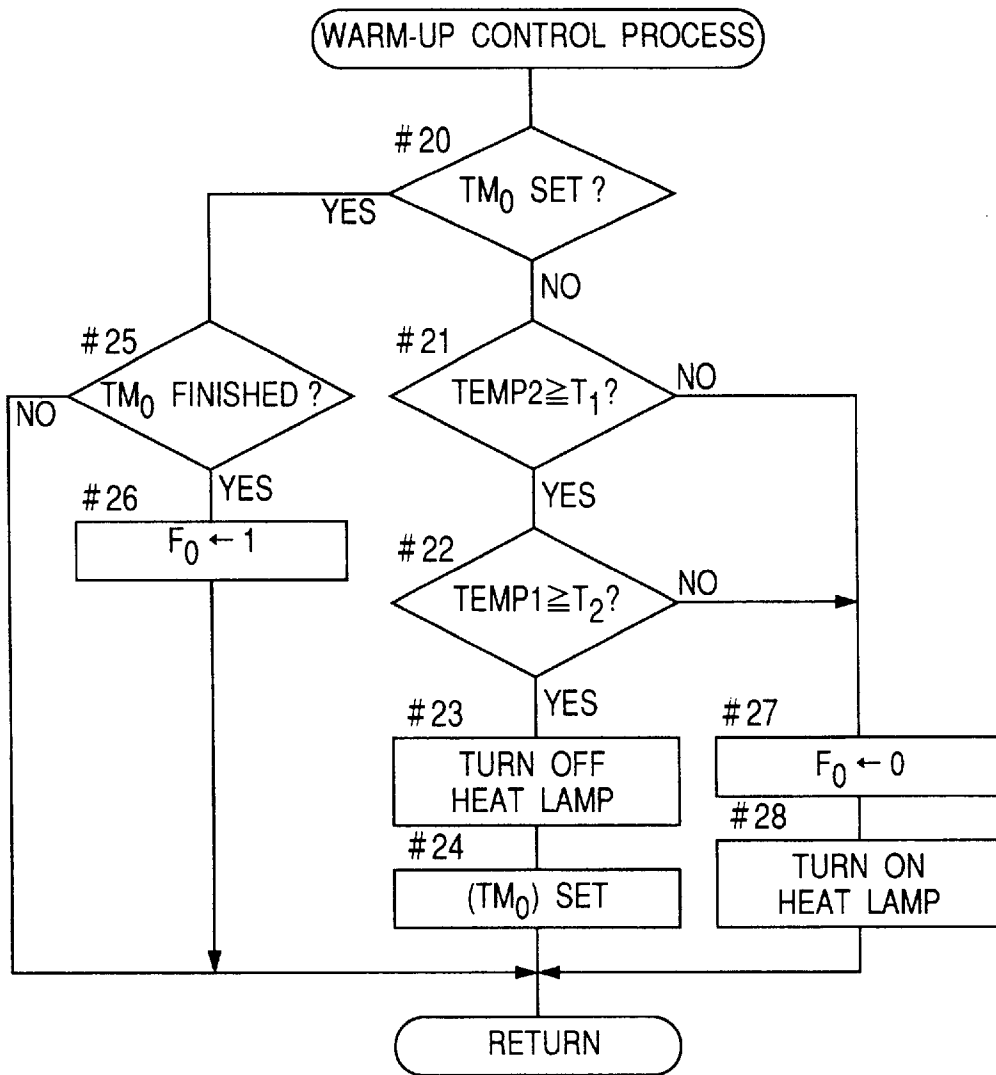 WARM-UP CONTROL PROCESS
#20
TM₀ SET ?
YES
NO
#25
TM₀ FINISHED ?
NO
YES
#21
TEMP2≧T₁?
NO
YES
#26
F₀ ← 1
#22
TEMP1≧T₂?
NO
YES
#23
TURN OFF
HEAT LAMP
#27
F₀ ← 0
#24
(TM₀) SET
#28
TURN ON
HEAT LAMP
RETURN